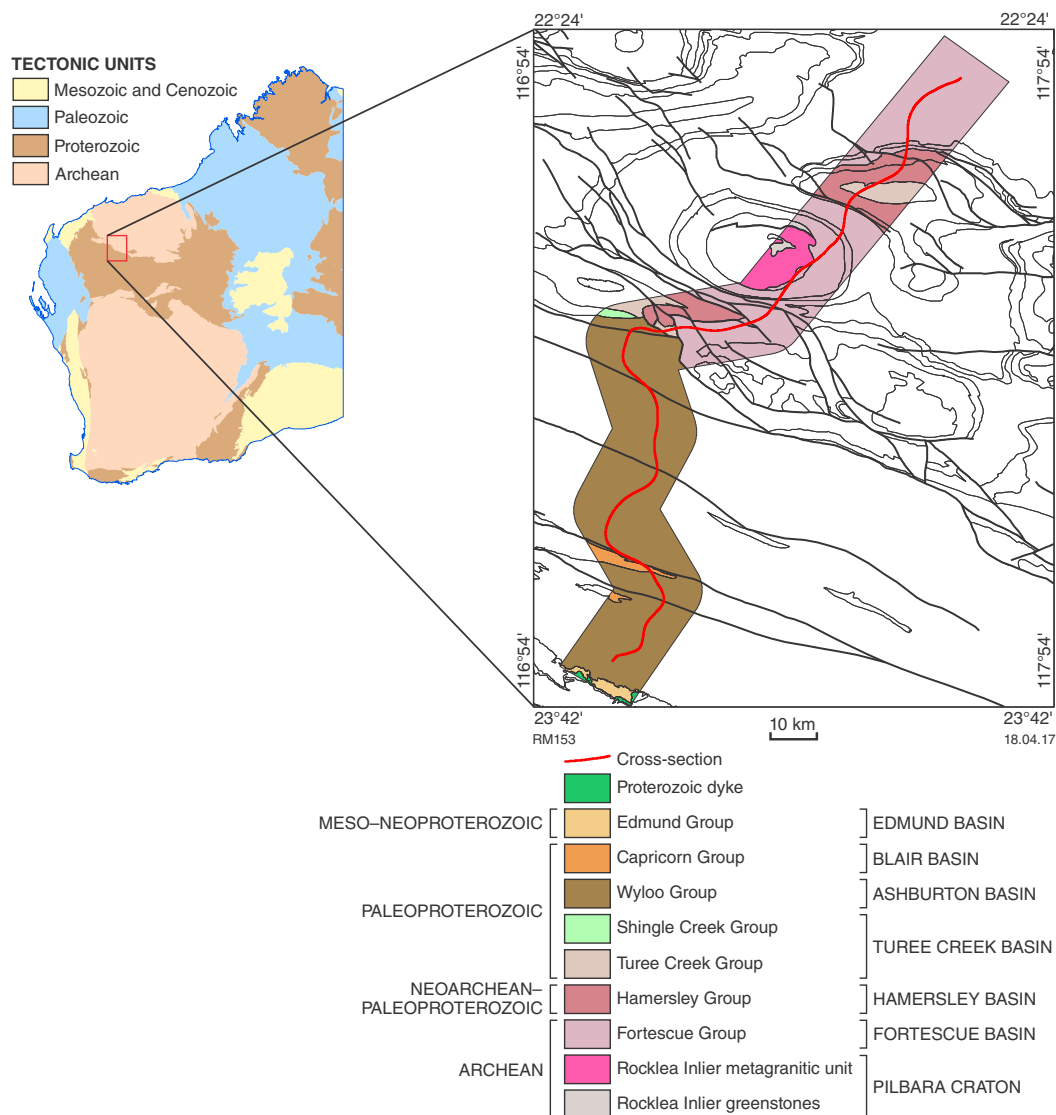 TECTONIC UNITS
Mesozoic and Cenozoic
Paleozoic
Proterozoic
Archean
22°24'
22°24'
116°54'
117°54'
116°54'
117°54'
23°42'
23°42'
10 km
RM153
18.04.17
Cross-section
Proterozoic dyke
MESO–NEOPROTEROZOIC
Edmund Group
EDMUND BASIN
Capricorn Group
BLAIR BASIN
PALEOPROTEROZOIC
Wyloo Group
ASHBURTON BASIN
Shingle Creek Group
Turee Creek Group
TUREE CREEK BASIN
NEOARCHEAN–
PALEOPROTEROZOIC
Hamersley Group
HAMERSLEY BASIN
Fortescue Group
FORTESCUE BASIN
ARCHEAN
Rocklea Inlier metagranitic unit
Rocklea Inlier greenstones
PILBARA CRATON